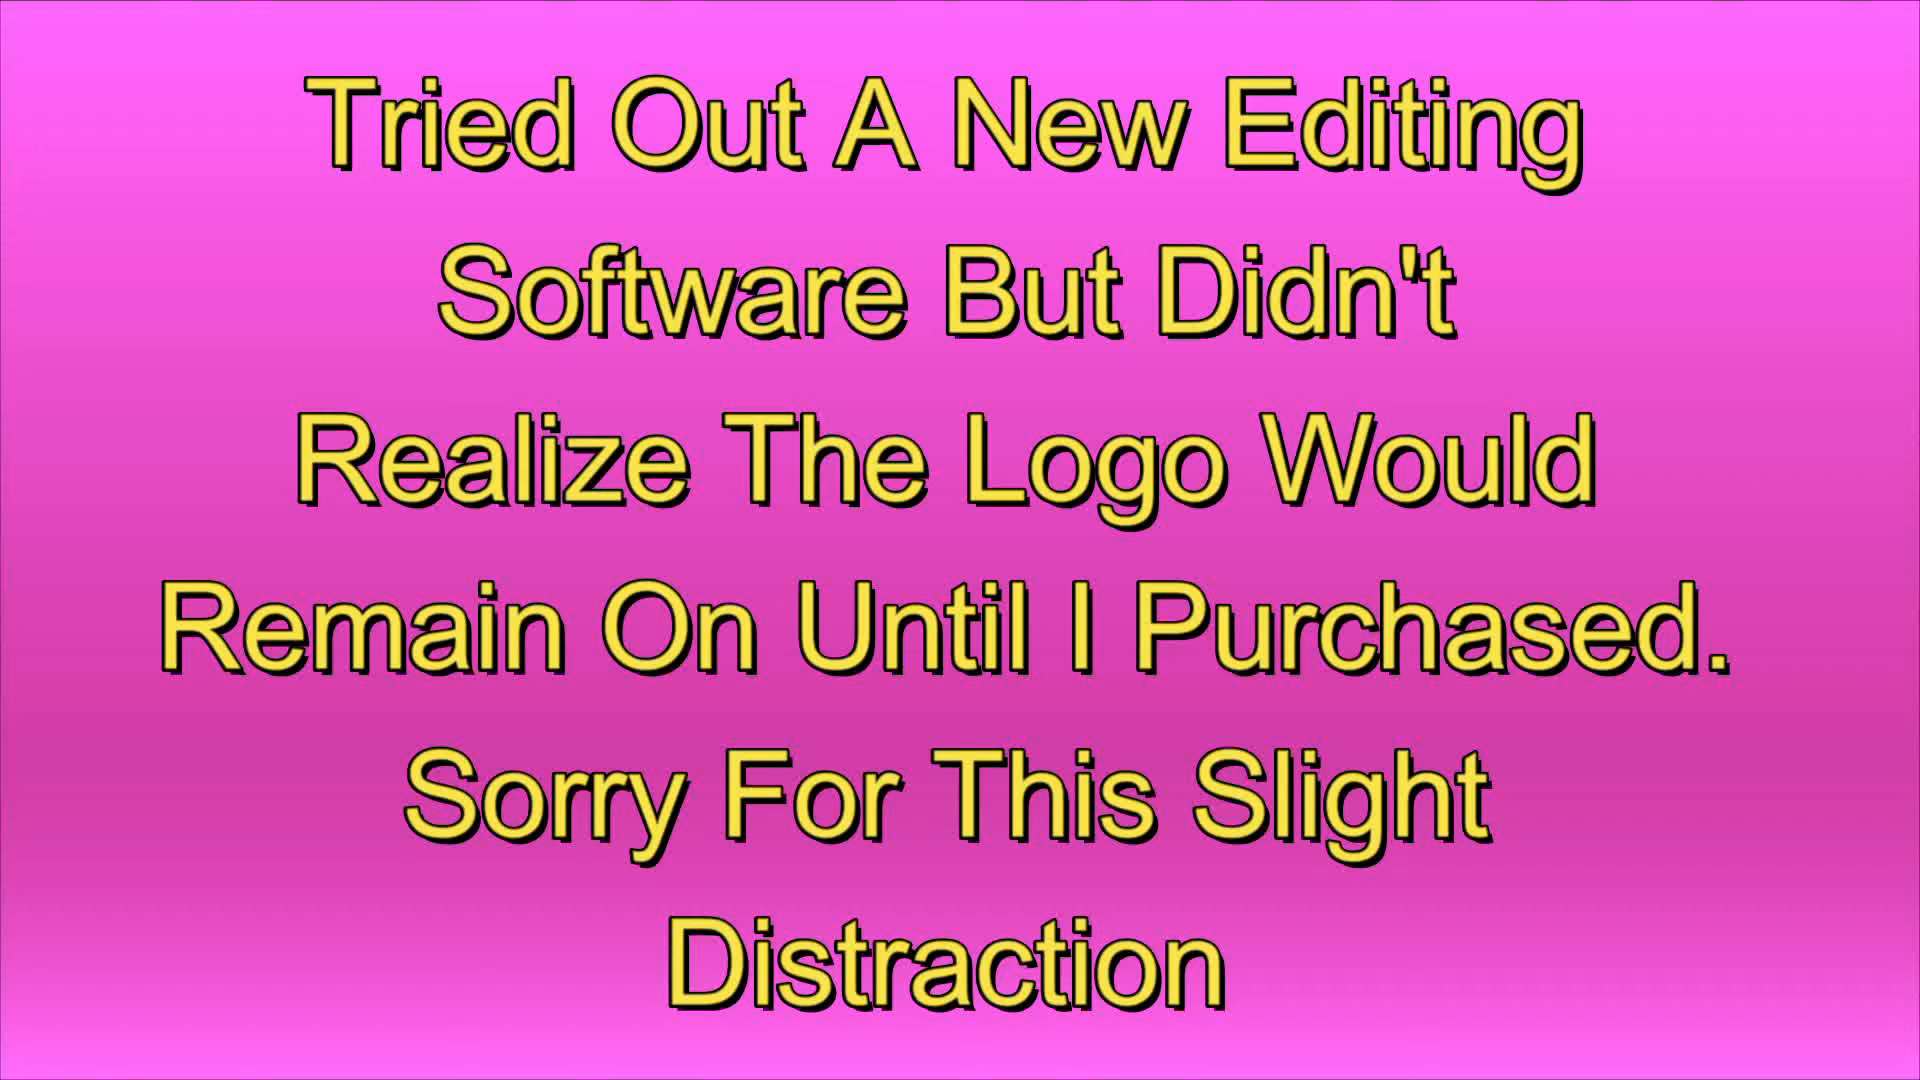 Tried Out A New Editing
Software But Didn't
Realize The Logo Would
Remain On Until I Purchased.
Sorry For This Slight
Distraction